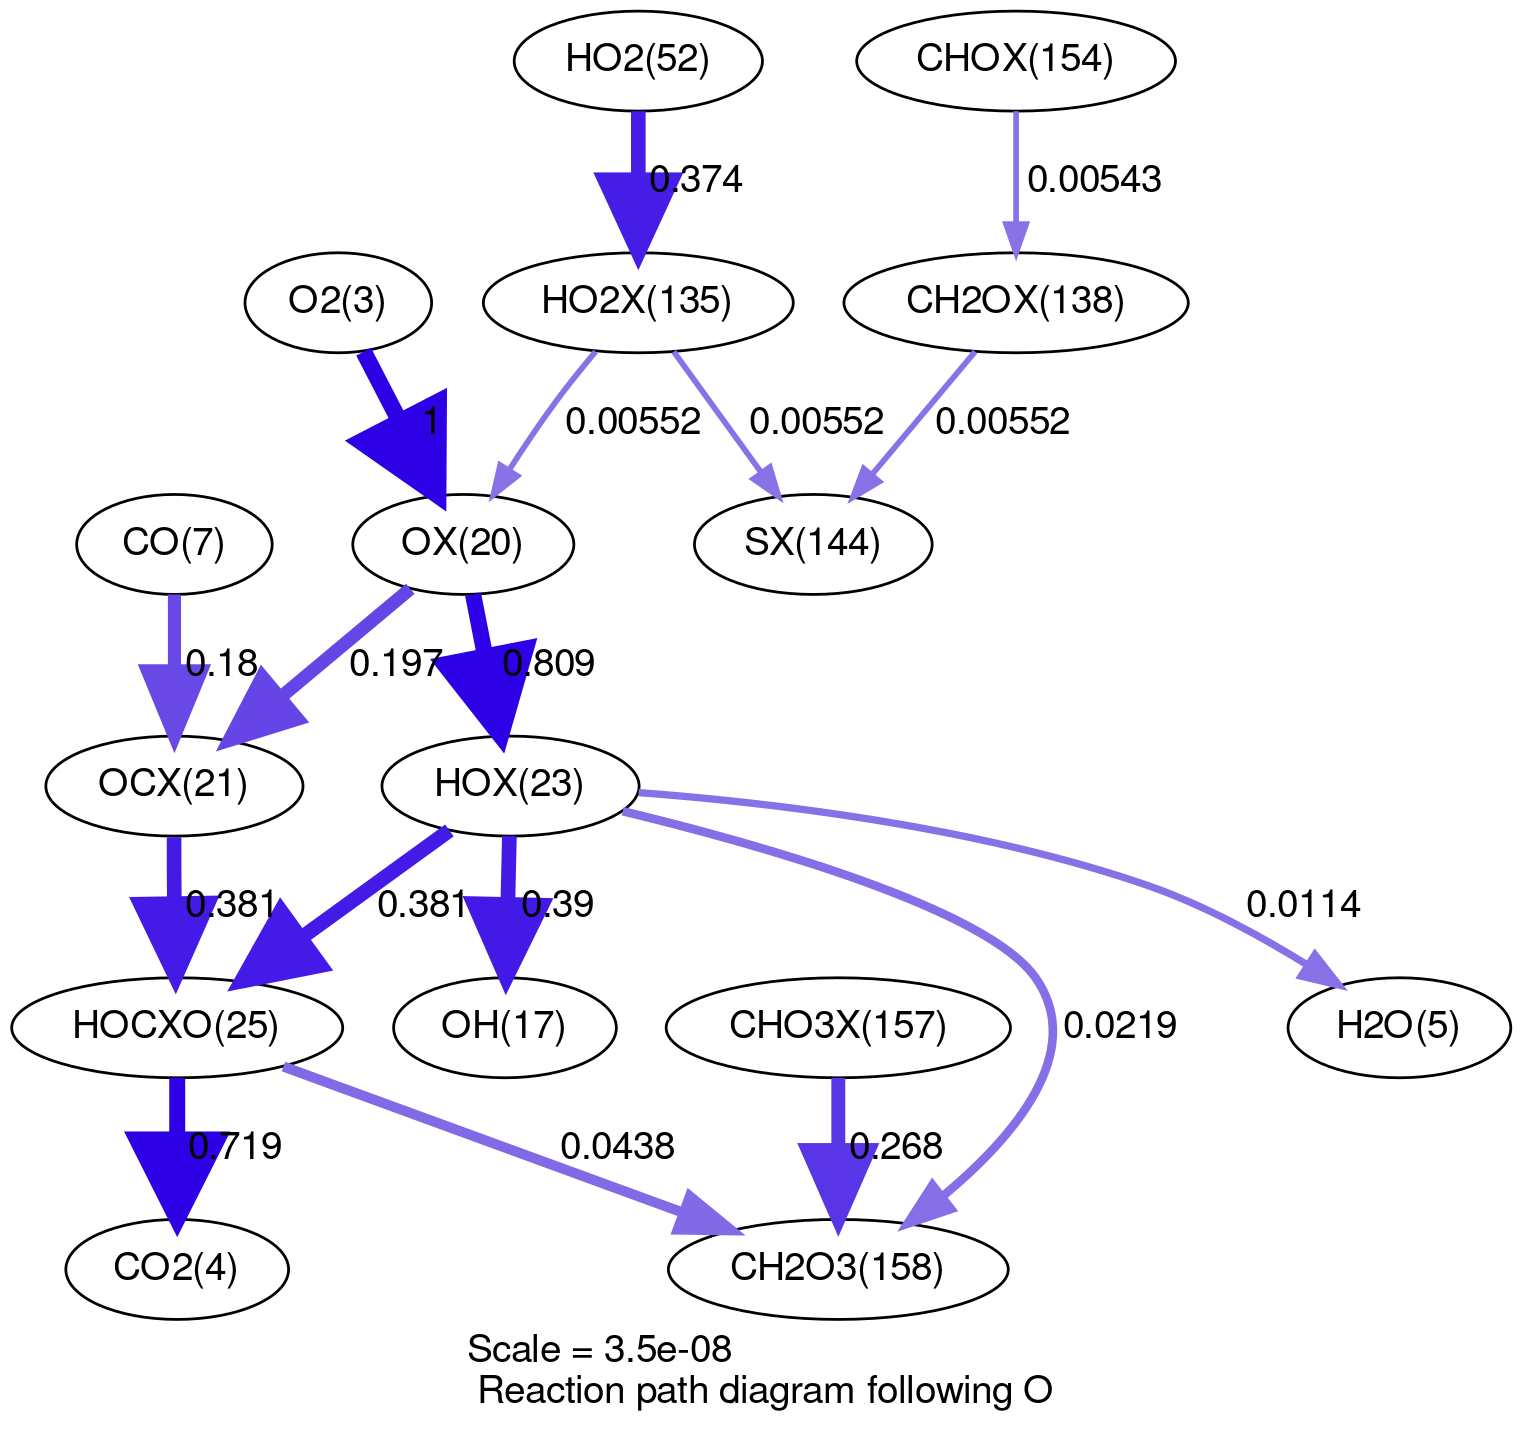 HO2(52)
CHOX(154)
0.374
0.00543
O2(3)
HO2X(135)
CH2OX(138)
1
0.00552
0.00552
0.00552
CO(7)
OX(20)
SX(144)
0.18
0.197
0.809
OCX(21)
HOX(23)
0.381
0.381
0.39
0.0114
HOCXO(25)
OH(17)
CHO3X(157)
0.0219
H2O(5)
0.719
0.0438
0.268
CO2(4)
CH2O3(158)
Scale = 3.5e-08
Reaction path diagram following O